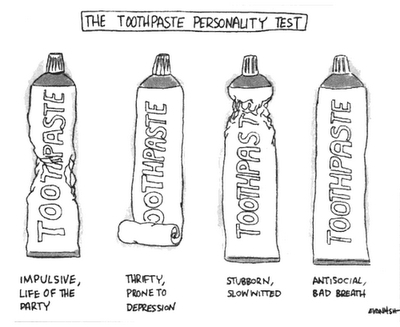 THE TOOTHPASTE PERSONALITY TEST
TOOTHPASTE
OOTHPASTE
TOOTHPAST
TOOTHPASTE
IMPULSIVE,
LIFE OF THE
PARTY
THRIFTY,
PRONE TO
DEPRESSION
STUBBORN,
SLOW WITTED
ANTISOCIAL,
BAD BREATH